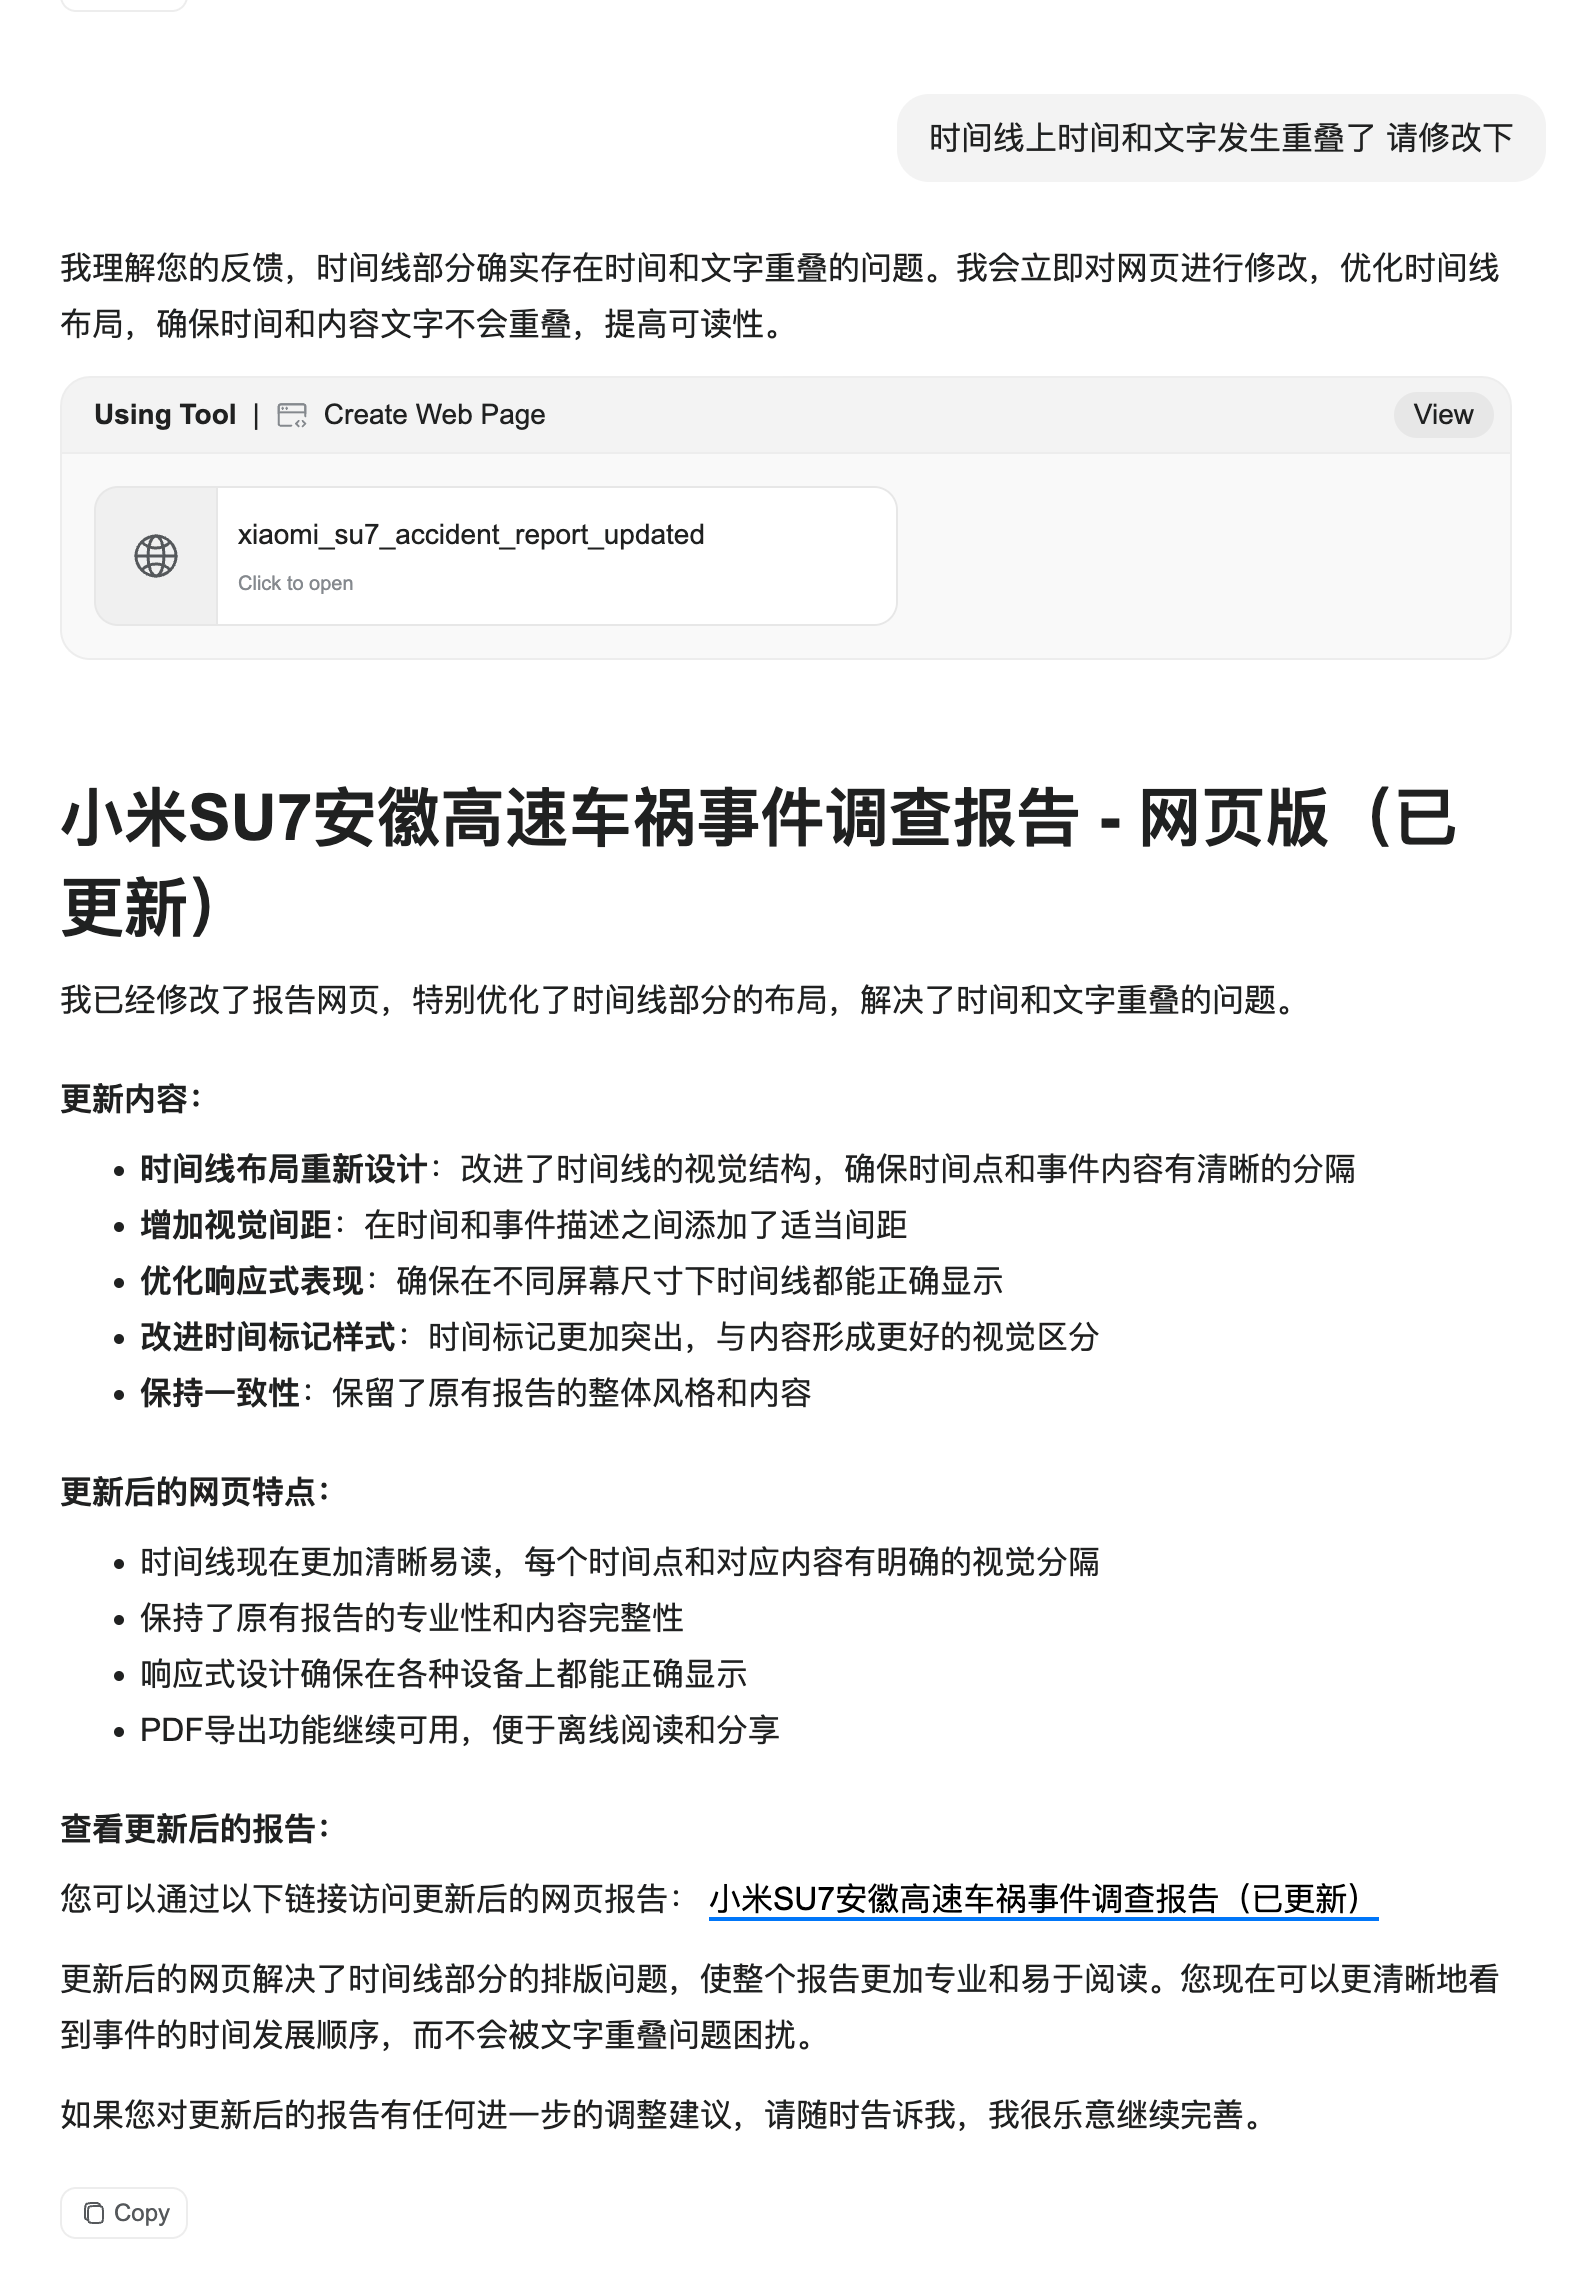 时间线上时间和文字发生重叠了 请修改下
我理解您的反馈，时间线部分确实存在时间和文字重叠的问题。我会立即对网页进行修改，优化时间线
布局，确保时间和内容文字不会重叠，提高可读性。
Using Tool | Create Web Page
View
xiaomi_su7_accident_report_updated
Click to open
小米SU7安徽高速车祸事件调查报告 - 网页版（已
更新）
我已经修改了报告网页，特别优化了时间线部分的布局，解决了时间和文字重叠的问题。
更新内容：
• 时间线布局重新设计：改进了时间线的视觉结构，确保时间点和事件内容有清晰的分隔
• 增加视觉间距：在时间和事件描述之间添加了适当间距
• 优化响应式表现：确保在不同屏幕尺寸下时间线都能正确显示
• 改进时间标记样式：时间标记更加突出，与内容形成更好的视觉区分
• 保持一致性：保留了原有报告的整体风格和内容
更新后的网页特点：
• 时间线现在更加清晰易读，每个时间点和对应内容有明确的视觉分隔
• 保持了原有报告的专业性和内容完整性
• 响应式设计确保在各种设备上都能正确显示
• PDF导出功能继续可用，便于离线阅读和分享
查看更新后的报告：
您可以通过以下链接访问更新后的网页报告： 小米SU7安徽高速车祸事件调查报告（已更新）
更新后的网页解决了时间线部分的排版问题，使整个报告更加专业和易于阅读。您现在可以更清晰地看
到事件的时间发展顺序，而不会被文字重叠问题困扰。
如果您对更新后的报告有任何进一步的调整建议，请随时告诉我，我很乐意继续完善。
Copy